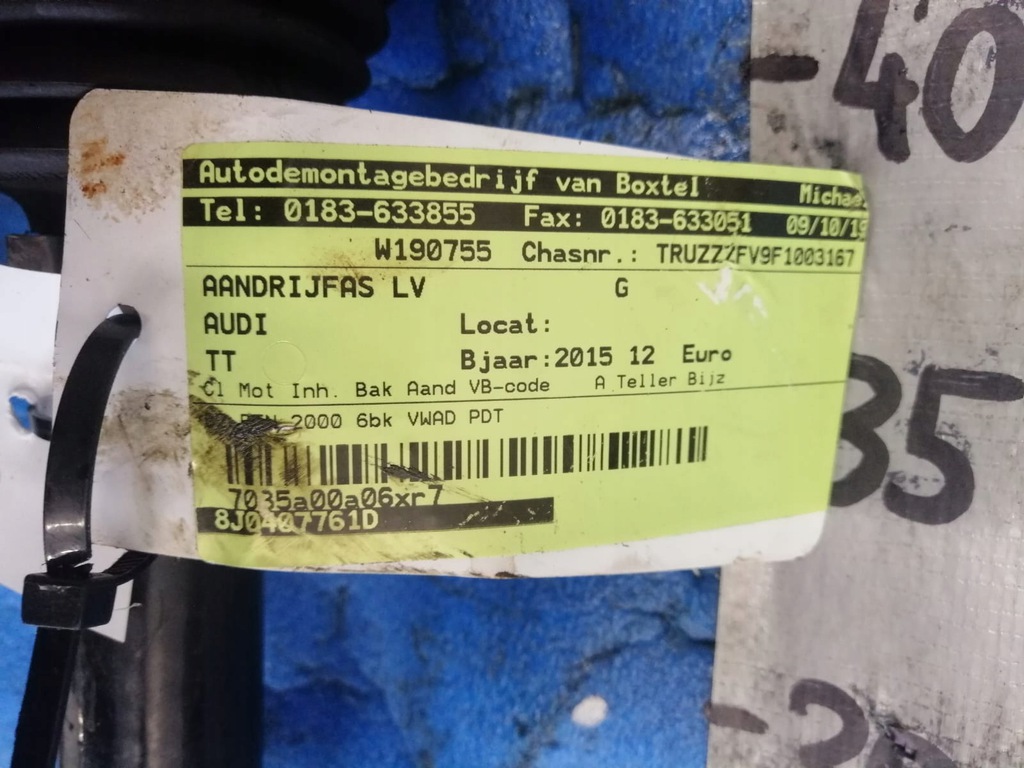 Autodemontagebedrijf van Boxtel Michael
Tel: 0183-633855 Fax: 0183-633051 09/10/19
W190755 Chasnr.: TRUZZZFV9F1003167
AANDRIJFAS LV G
AUDI Locat:
TT Bjaar:2015 12 Euro
Cl Mot Inh. Bak Aand VB-code A Teller Bijz
2000 6bk VWAD PDT
7035a00a06xr7
8J0407761D
-40
35